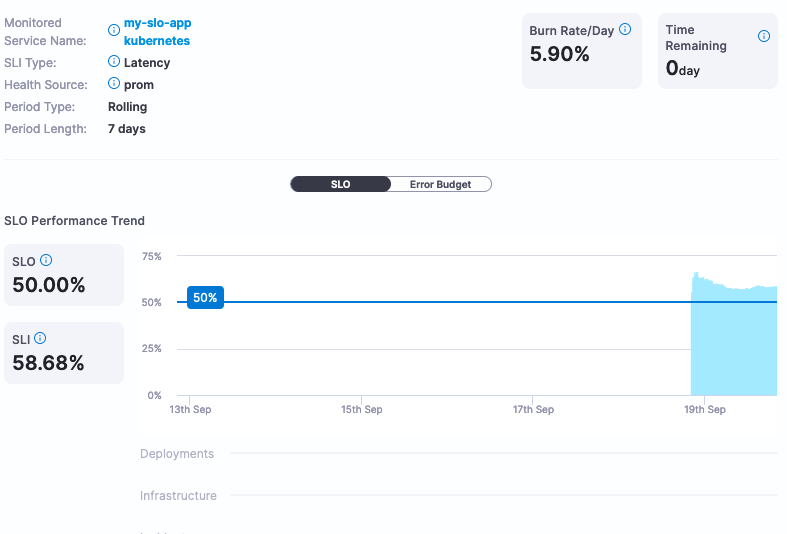 Monitored
Service Name:
my-slo-app
kubernetes
SLI Type: Latency
Health Source: prom
Period Type: Rolling
Period Length: 7 days
Burn Rate/Day
5.90%
Time
Remaining
0day
SLO Error Budget
SLO Performance Trend
SLO
50.00%
SLI
58.68%
75%
50%
50%
25%
0%
13th Sep 15th Sep 17th Sep 19th Sep
Deployments
Infrastructure